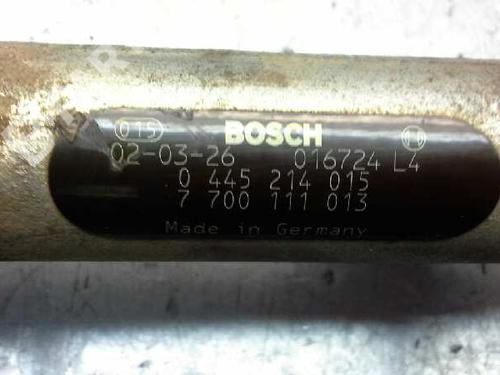 015 BOSCH
02-03-26 016724 L4
0 445 214 015
7 700 111 013
Made in Germany